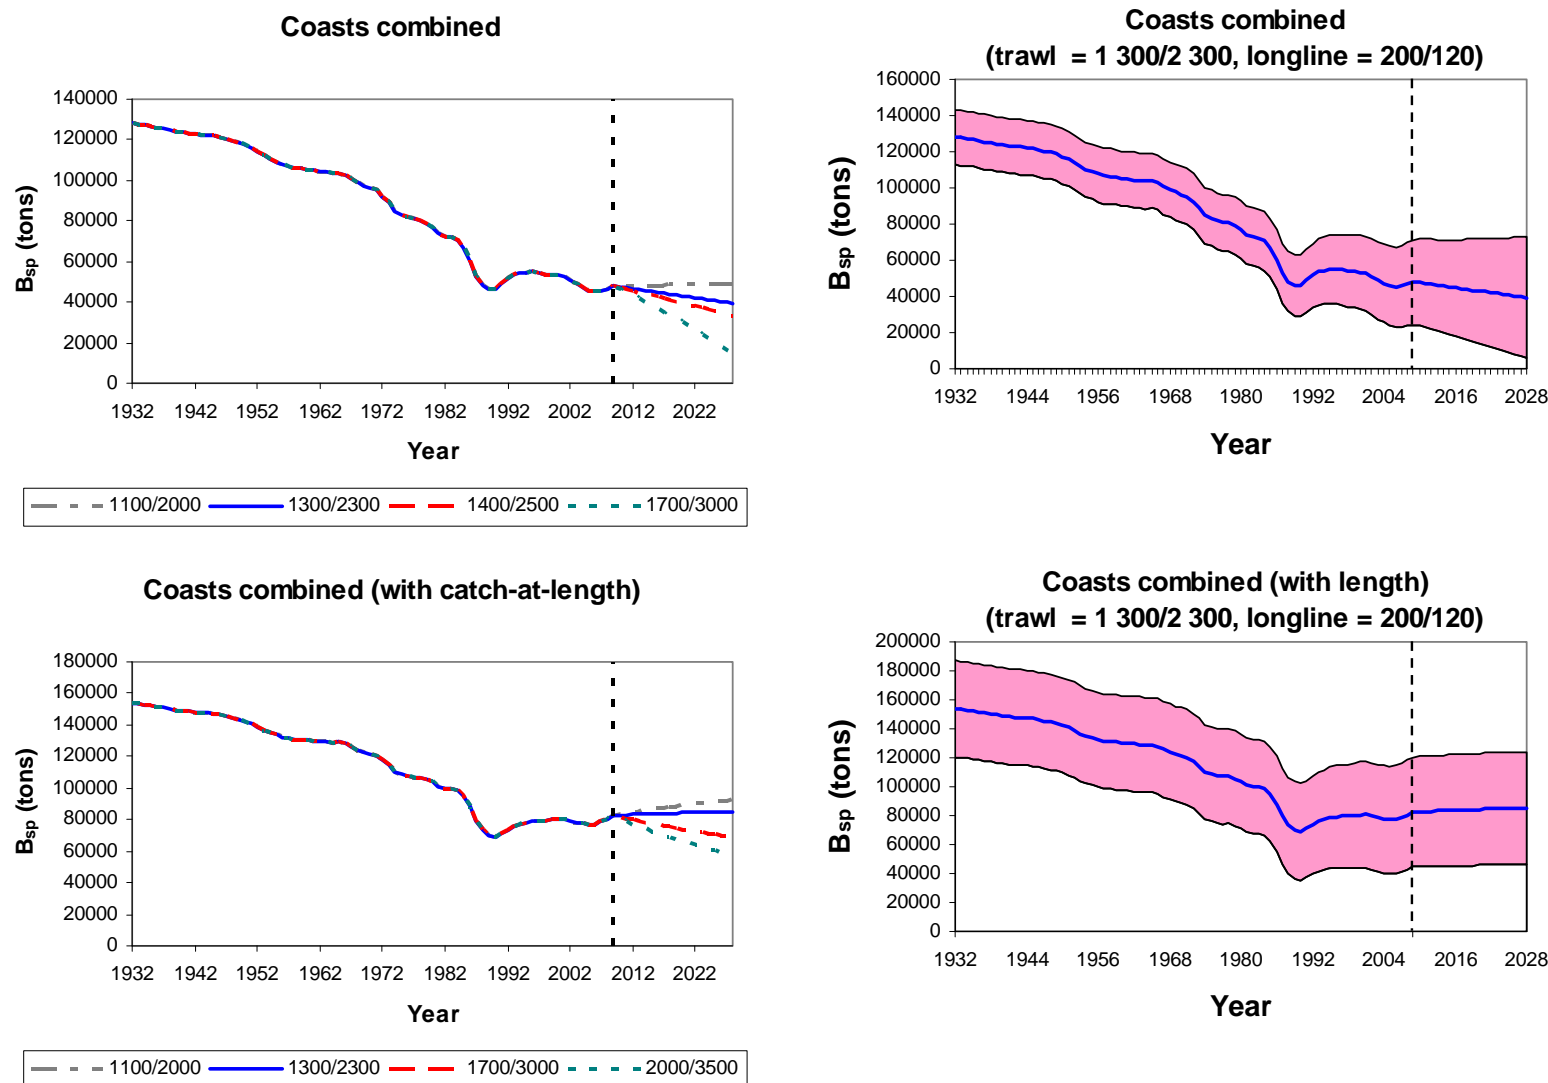 Coasts combined
140000
120000
100000
80000
60000
40000
20000
0
Bsp (tons)
1932 1942 1952 1962 1972 1982 1992 2002 2012 2022
Year
1100/2000 1300/2300 1400/2500 1700/3000
Coasts combined
(trawl = 1 300/2 300, longline = 200/120)
160000
140000
120000
100000
80000
60000
40000
20000
0
Bsp (tons)
1932 1944 1956 1968 1980 1992 2004 2016 2028
Year
Coasts combined (with catch-at-length)
180000
160000
140000
120000
100000
80000
60000
40000
20000
0
Bsp (tons)
1932 1942 1952 1962 1972 1982 1992 2002 2012 2022
Year
1100/2000 1300/2300 1700/3000 2000/3500
Coasts combined (with length)
(trawl = 1 300/2 300, longline = 200/120)
200000
180000
160000
140000
120000
100000
80000
60000
40000
20000
0
Bsp (tons)
1932 1944 1956 1968 1980 1992 2004 2016 2028
Year